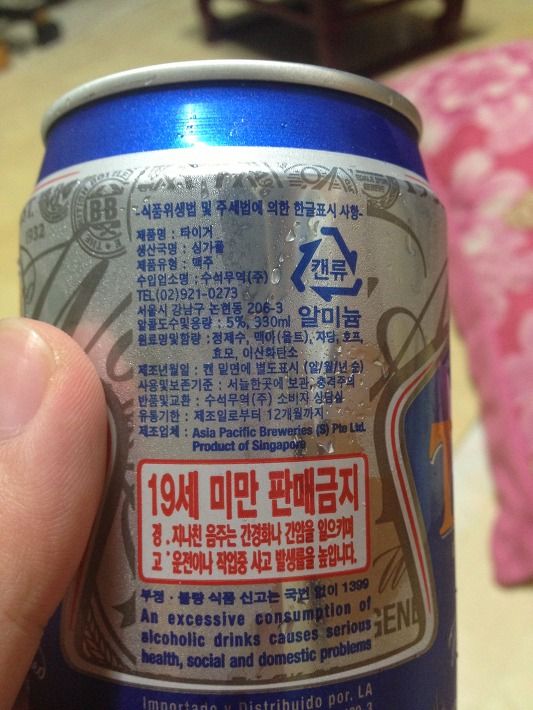 -식품위생법 및 주세법에 의한 한글표시 사항-
제품명 : 타이거
생산국명 : 싱가폴
제품유형 : 맥주
수입업소명 : 수석무역(주)
TEL(02)921-0273
서울시 강남구 논현동 206-3
알콜도수및용량 : 5%, 330ml
원료명및함량 : 정제수, 맥아(몰트), 자당, 호프,
효모, 이산화탄소
제조년월일 : 켄 밑면에 별도표시 (일/월/년 순)
사용및보존기준 : 서늘한곳에 보관, 충격주의
반품및교환 : 수석무역(주) 소비자 상담실
유통기한 : 제조일로부터 12개월까지
제조업체 : Asia Pacific Breweries (S) Pte Ltd.
Product of Singapore
캔류
알미늄
19세 미만 판매금지
경고 : 지나친 음주는 간경화나 간암을 일으키며
운전이나 작업중 사고 발생률을 높입니다.
부정·불량 식품 신고는 국번 없이 1399
An excessive consumption of
alcoholic drinks causes serious
health, social and domestic problems
Importado y Distribuido por. LA
BB
1932
GEN
T